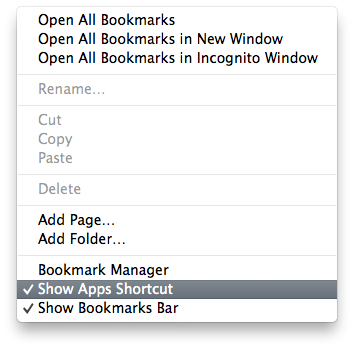 Open All Bookmarks
Open All Bookmarks in New Window
Open All Bookmarks in Incognito Window
Rename...
Cut
Copy
Paste
Delete
Add Page...
Add Folder...
Bookmark Manager
✓ Show Apps Shortcut
✓ Show Bookmarks Bar